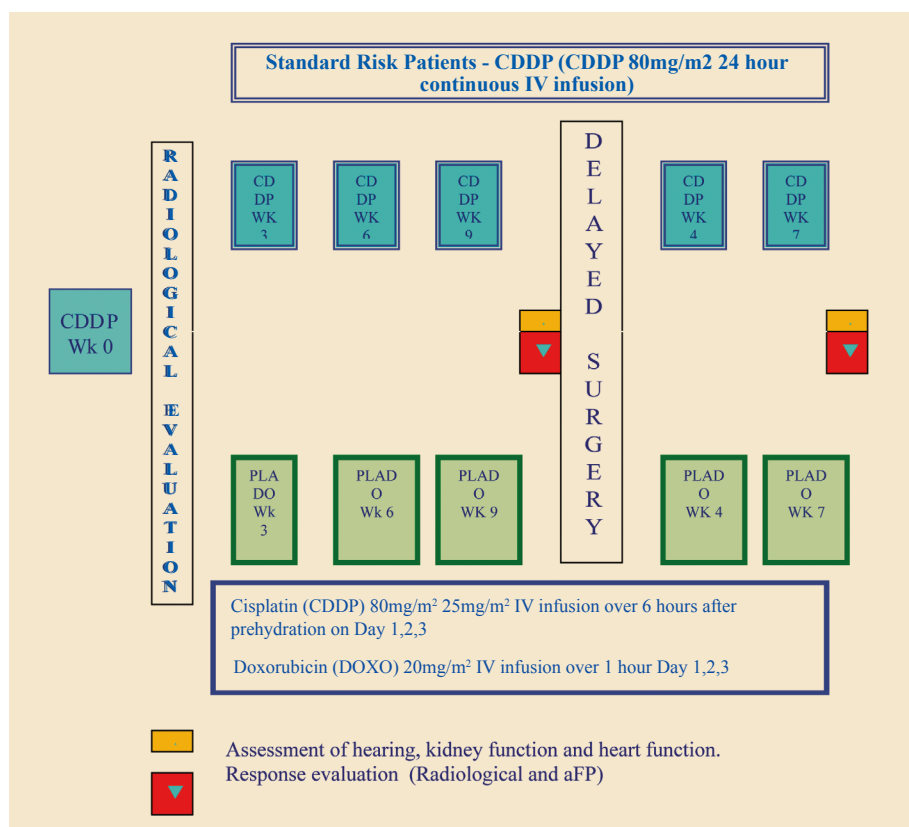 Standard Risk Patients - CDDP (CDDP 80mg/m2 24 hour
continuous IV infusion)
RADIOLOGICAL EVALUATION
CD
DP
WK
3
CD
DP
WK
6
CD
DP
WK
9
DELAYED SURGERY
CD
DP
WK
4
CD
DP
WK
7
CDDP
Wk 0
PLA
DO
Wk
3
PLAD
O
Wk 6
PLAD
O
WK 9
PLAD
O
WK 4
PLAD
O
WK 7
Cisplatin (CDDP) 80mg/m² 25mg/m² IV infusion over 6 hours after
prehydration on Day 1,2,3
Doxorubicin (DOXO) 20mg/m² IV infusion over 1 hour Day 1,2,3
Assessment of hearing, kidney function and heart function.
Response evaluation (Radiological and aFP)